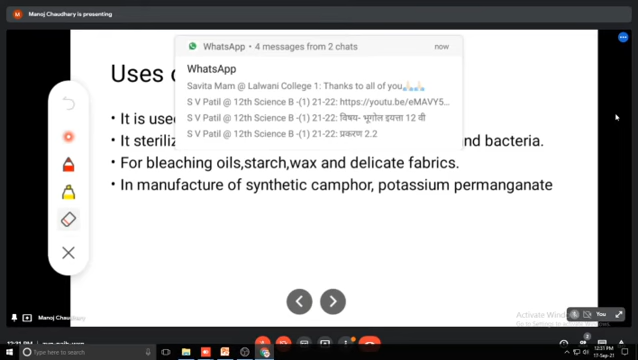 Manoj Chaudhary is presenting
WhatsApp • 4 messages from 2 chats now
WhatsApp
Savita Mam @ Lalwani College 1: Thanks to all of you🙏🏻🙏🏻
S V Patil @ 12th Science B -(1) 21-22: https://youtu.be/eMAVY5...
S V Patil @ 12th Science B -(1) 21-22: विषय- भूगोल इयत्ता 12 वी
S V Patil @ 12th Science B -(1) 21-22: प्रकरण 2.2
Uses
• It is used
• It and bacteria.
• For bleaching oils,starch,wax and delicate fabrics.
• In manufacture of synthetic camphor, potassium permanganate
Manoj Chaudhary
Activate
You
Type here to search
12:31 PM
17-Sep-21